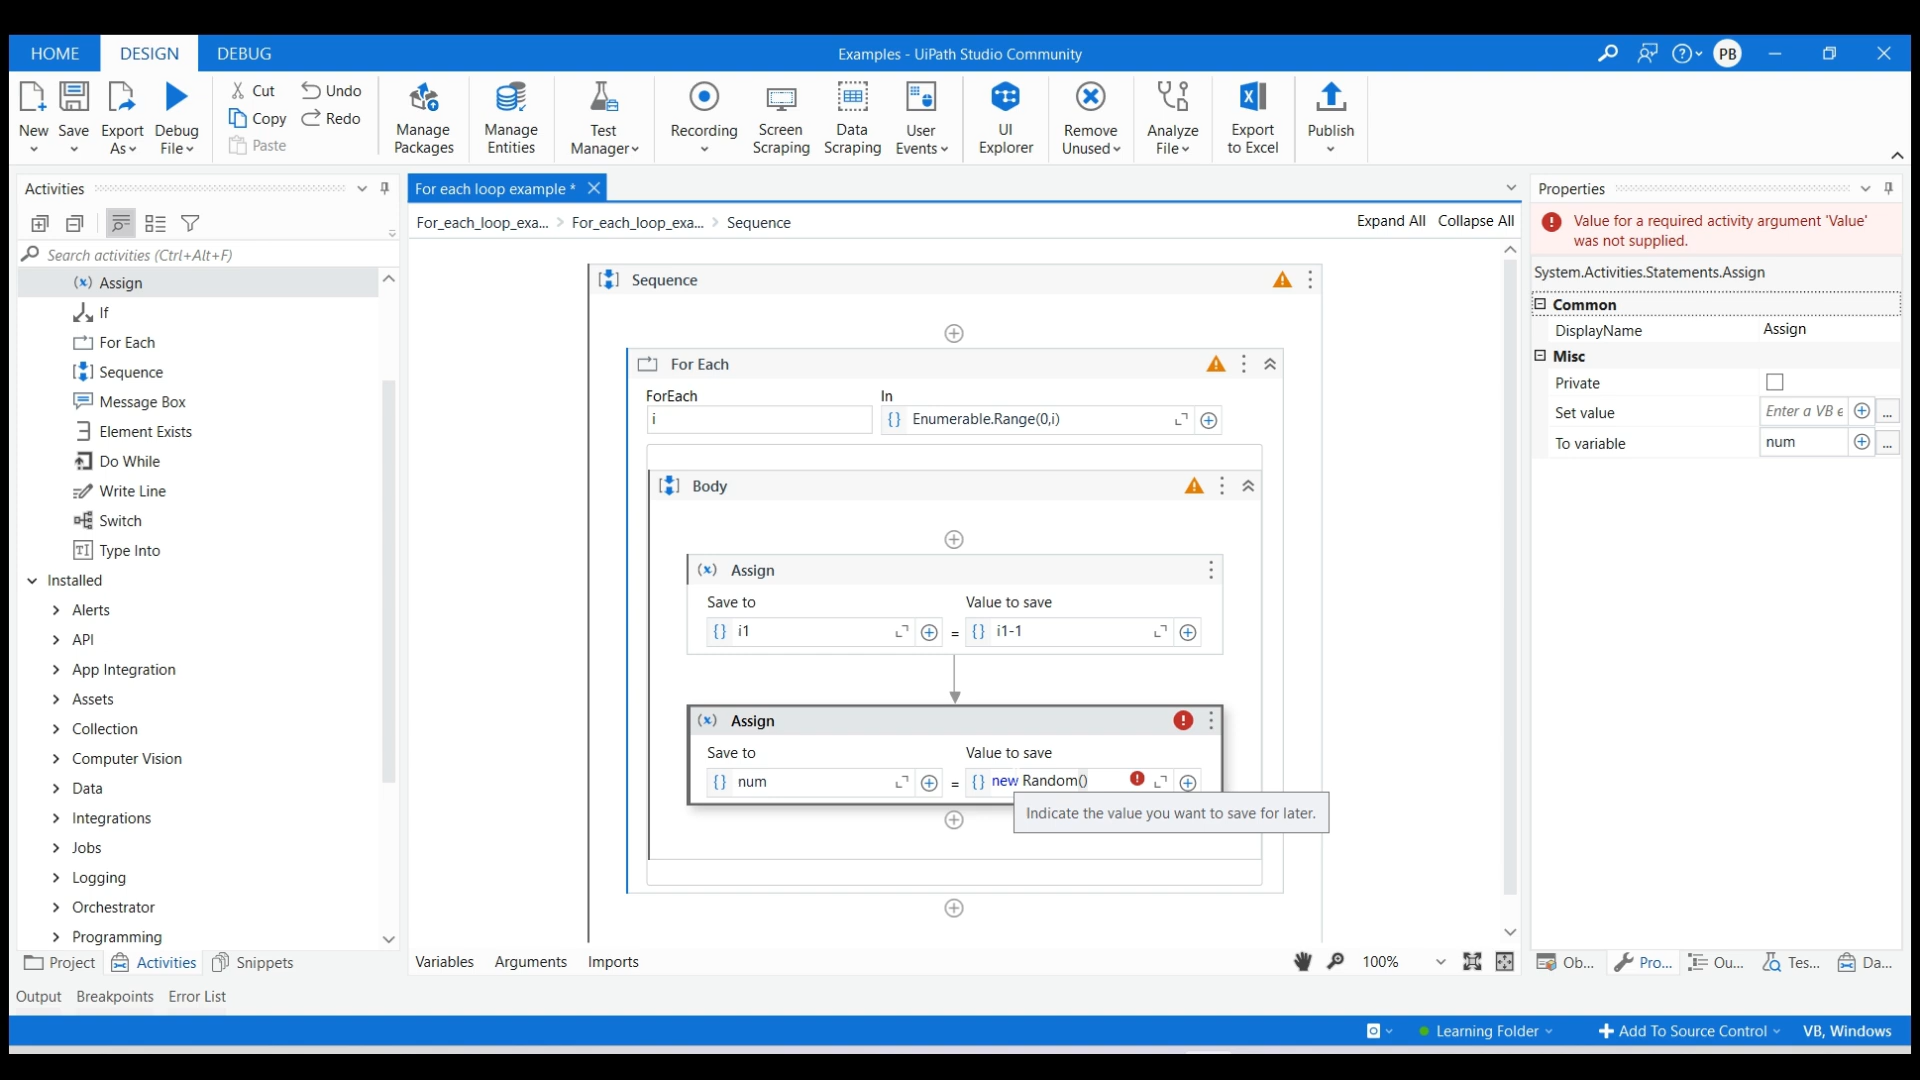 HOME
DESIGN
DEBUG
Examples - UiPath Studio Community
PB
New
Save
Export As
Debug File
Cut
Copy
Paste
Undo
Redo
Manage Packages
Manage Entities
Test Manager
Recording
Screen Scraping
Data Scraping
User Events
UI Explorer
Remove Unused
Analyze File
Export to Excel
Publish
Activities
Search activities (Ctrl+Alt+F)
Assign
If
For Each
Sequence
Message Box
Element Exists
Do While
Write Line
Switch
Type Into
Installed
Alerts
API
App Integration
Assets
Collection
Computer Vision
Data
Integrations
Jobs
Logging
Orchestrator
Programming
Project
Activities
Snippets
For each loop example *
For_each_loop_exa... > For_each_loop_exa... > Sequence
Expand All
Collapse All
Sequence
For Each
ForEach
In
i
Enumerable.Range(0,i)
Body
Assign
Save to
Value to save
i1
=
i1-1
Assign
Save to
Value to save
num
=
new Random()
Indicate the value you want to save for later.
Variables
Arguments
Imports
100%
Properties
Value for a required activity argument 'Value'
was not supplied.
System.Activities.Statements.Assign
Common
DisplayName
Assign
Misc
Private
Set value
Enter a VB e
...
To variable
num
...
Ob...
Pro...
Ou...
Tes...
Da...
Output
Breakpoints
Error List
Learning Folder
Add To Source Control
VB, Windows